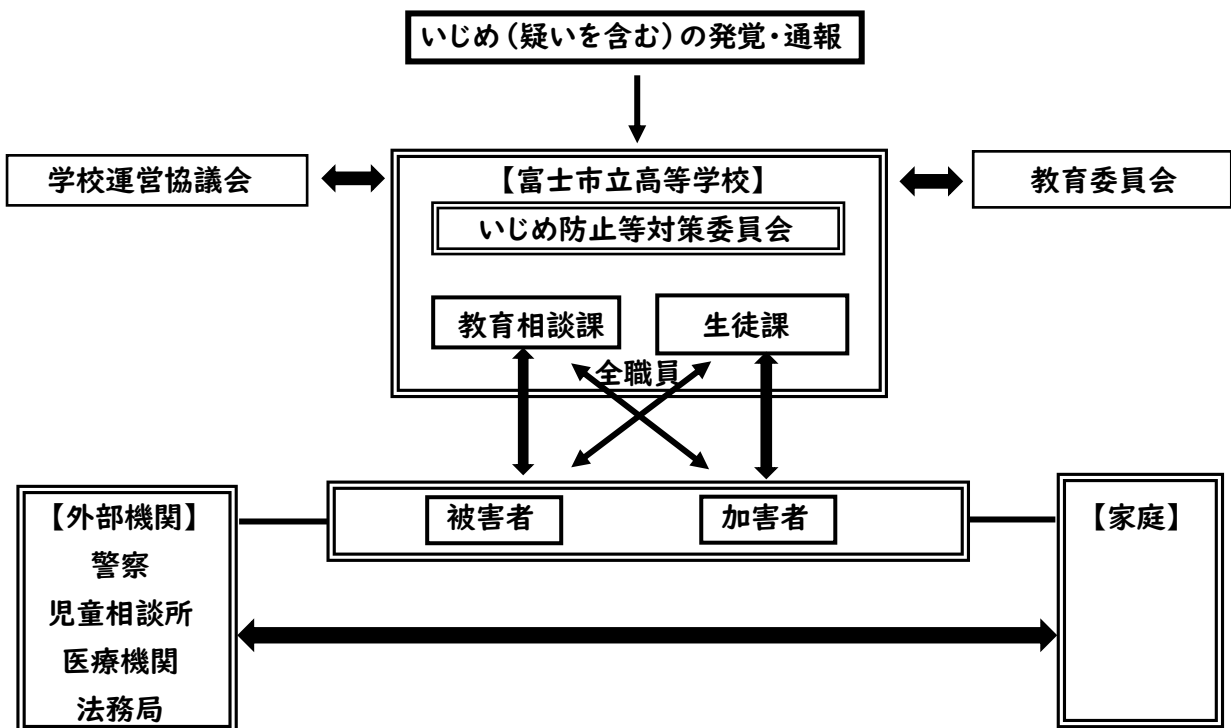 いじめ（疑いを含む）の発覚・通報
学校運営協議会
【富士市立高等学校】
教育委員会
いじめ防止等対策委員会
教育相談課
生徒課
全職員
【外部機関】
警察
児童相談所
医療機関
法務局
被害者
加害者
【家庭】